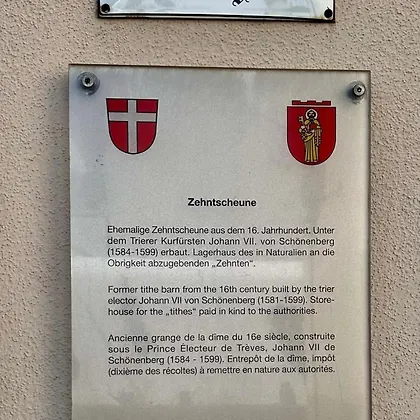 Zehntscheune
Ehemalige Zehntscheune aus dem 16. Jahrhundert. Unter
dem Trierer Kurfürsten Johann VII. von Schönenberg
(1584-1599) erbaut. Lagerhaus des in Naturalien an die
Obrigkeit abzugebenden „Zehnten“.
Former tithe barn from the 16th century built by the trier
elector Johann VII von Schönenberg (1581-1599). Store-
house for the „tithes“ paid in kind to the authorities.
Ancienne grange de la dîme du 16e siècle, construite
sous le Prince Électeur de Trèves, Johann VII de
Schönenberg (1584 - 1599). Entrepôt de la dîme, impôt
(dixième des récoltes) à remettre en nature aux autorités.